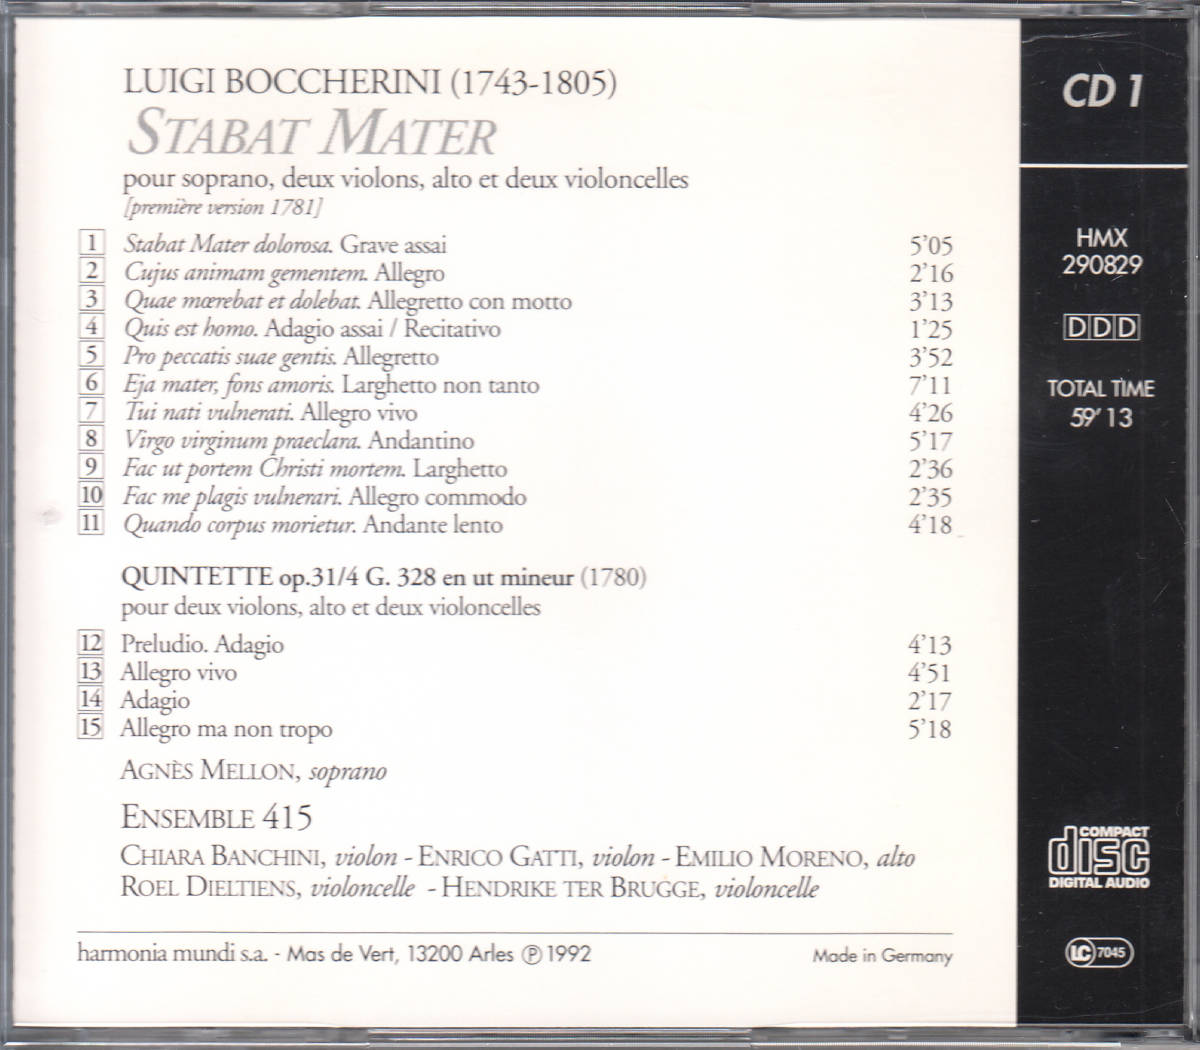 LUIGI BOCCHERINI (1743-1805)
STABAT MATER
pour soprano, deux violons, alto et deux violoncelles
[première version 1781]
1 Stabat Mater dolorosa. Grave assai 5'05
2 Cujus animam gementem. Allegro 2'16
3 Quae mœrebat et dolebat. Allegretto con motto 3'13
4 Quis est homo. Adagio assai / Recitativo 1'25
5 Pro peccatis suae gentis. Allegretto 3'52
6 Eja mater, fons amoris. Larghetto non tanto 7'11
7 Tui nati vulnerati. Allegro vivo 4'26
8 Virgo virginum praeclara. Andantino 5'17
9 Fac ut portem Christi mortem. Larghetto 2'36
10 Fac me plagis vulnerari. Allegro commodo 2'35
11 Quando corpus morietur. Andante lento 4'18
QUINTETTE op.31/4 G. 328 en ut mineur (1780)
pour deux violons, alto et deux violoncelles
12 Preludio. Adagio 4'13
13 Allegro vivo 4'51
14 Adagio 2'17
15 Allegro ma non tropo 5'18
AGNÈS MELLON, soprano
ENSEMBLE 415
CHIARA BANCHINI, violon - ENRICO GATTI, violon - EMILIO MORENO, alto
ROEL DIELTIENS, violoncelle - HENDRIKE TER BRUGGE, violoncelle
harmonia mundi s.a. - Mas de Vert, 13200 Arles ℗ 1992
Made in Germany
CD 1
HMX
290829
DDD
TOTAL TIME
59'13
COMPACT
disc
DIGITAL AUDIO
LC 7045